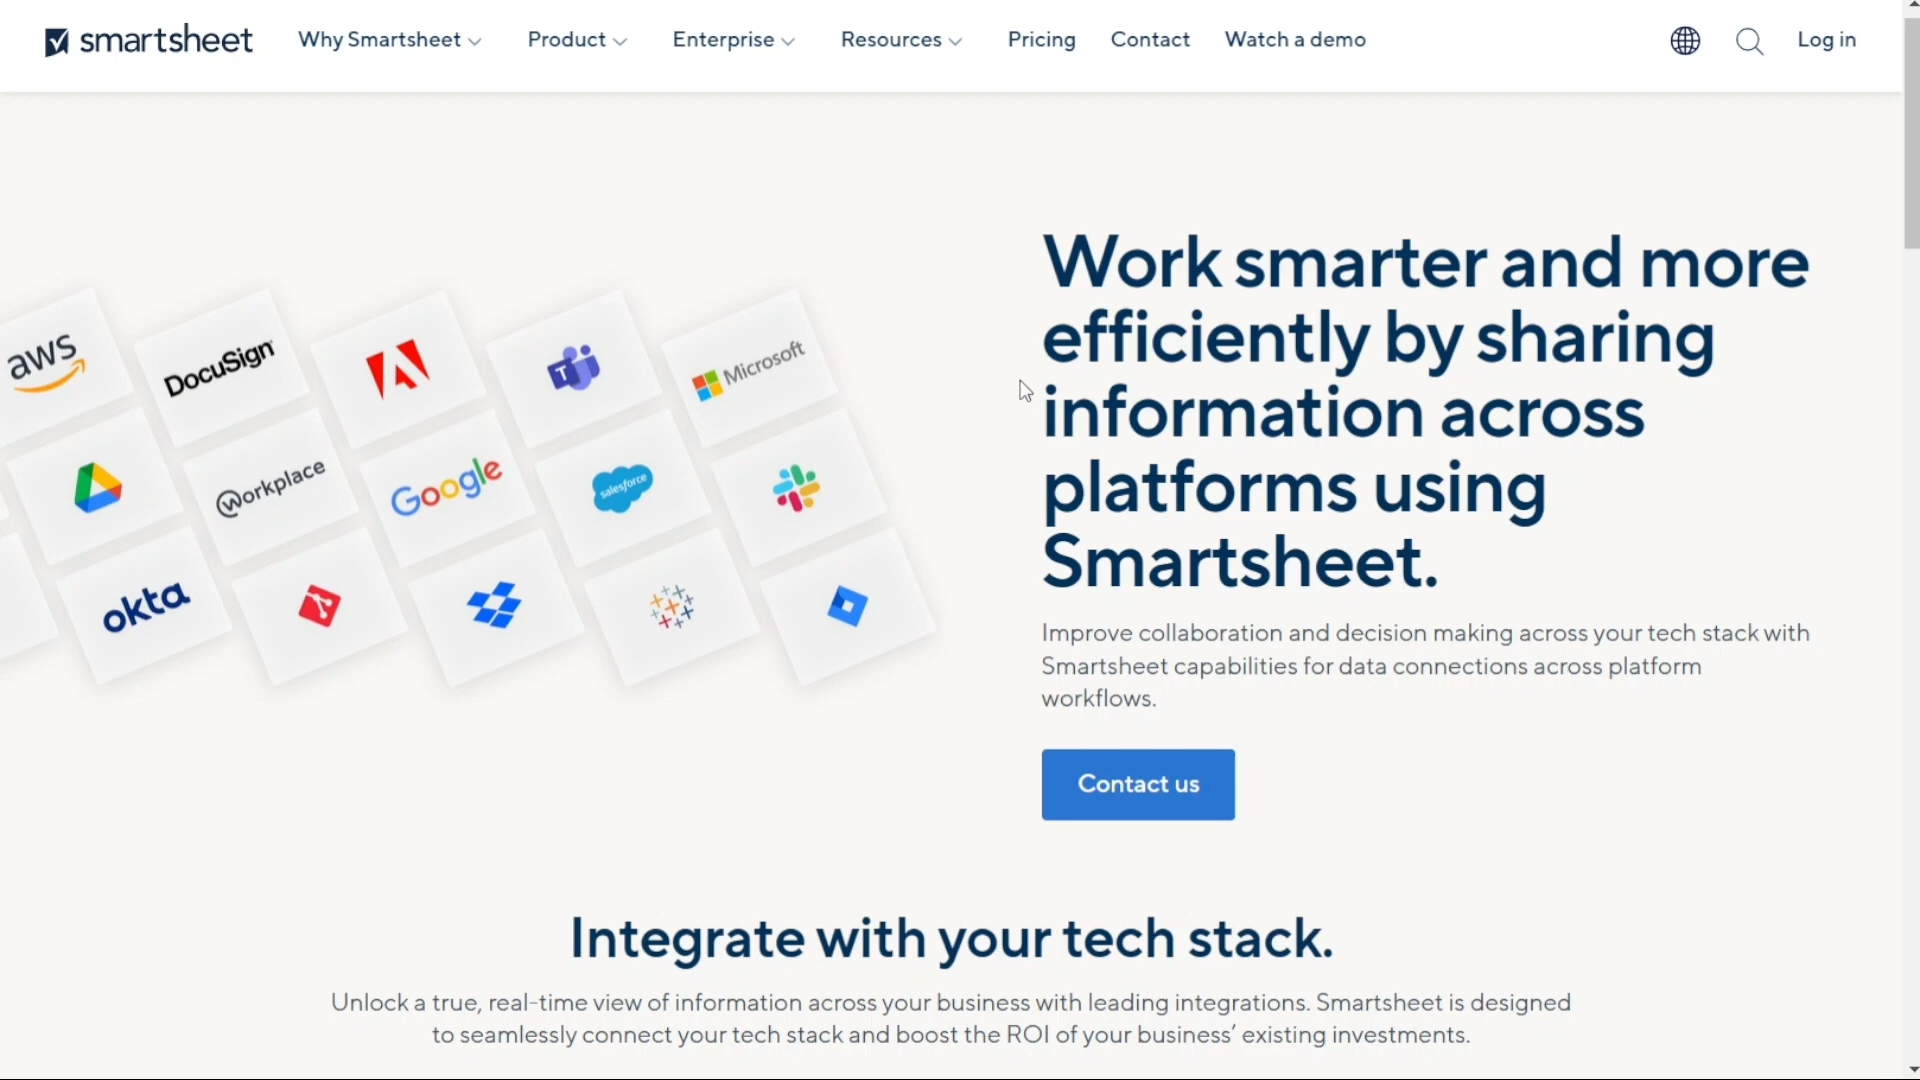 smartsheet
Why Smartsheet
Product
Enterprise
Resources
Pricing
Contact
Watch a demo
Log in
aws
DocuSign
T
Microsoft
Workplace
Google
salesforce
okta
Work smarter and more
efficiently by sharing
information across
platforms using
Smartsheet.
Improve collaboration and decision making across your tech stack with
Smartsheet capabilities for data connections across platform
workflows.
Contact us
Integrate with your tech stack.
Unlock a true, real-time view of information across your business with leading integrations. Smartsheet is designed
to seamlessly connect your tech stack and boost the ROI of your business’ existing investments.